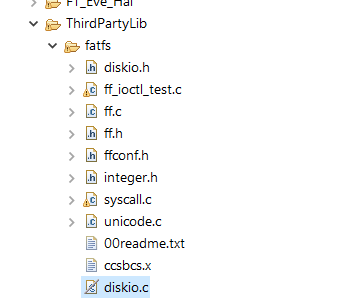 FT_Eve_Hal
ThirdPartyLib
fatfs
diskio.h
ff_ioctl_test.c
ff.c
ff.h
ffconf.h
integer.h
syscall.c
unicode.c
00readme.txt
ccsbcs.x
diskio.c